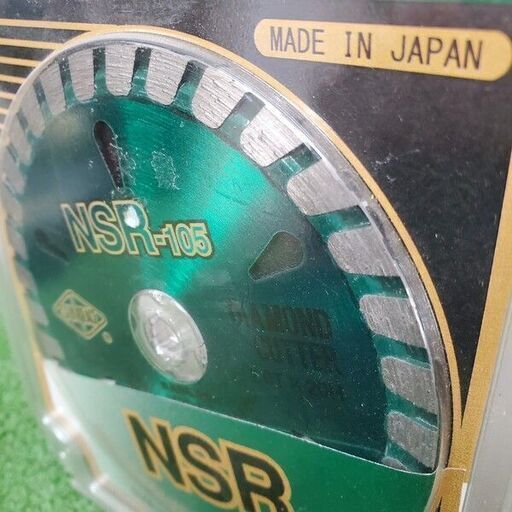 MADE IN JAPAN
NSR-105
DIAMOND
CUTTER
NSR